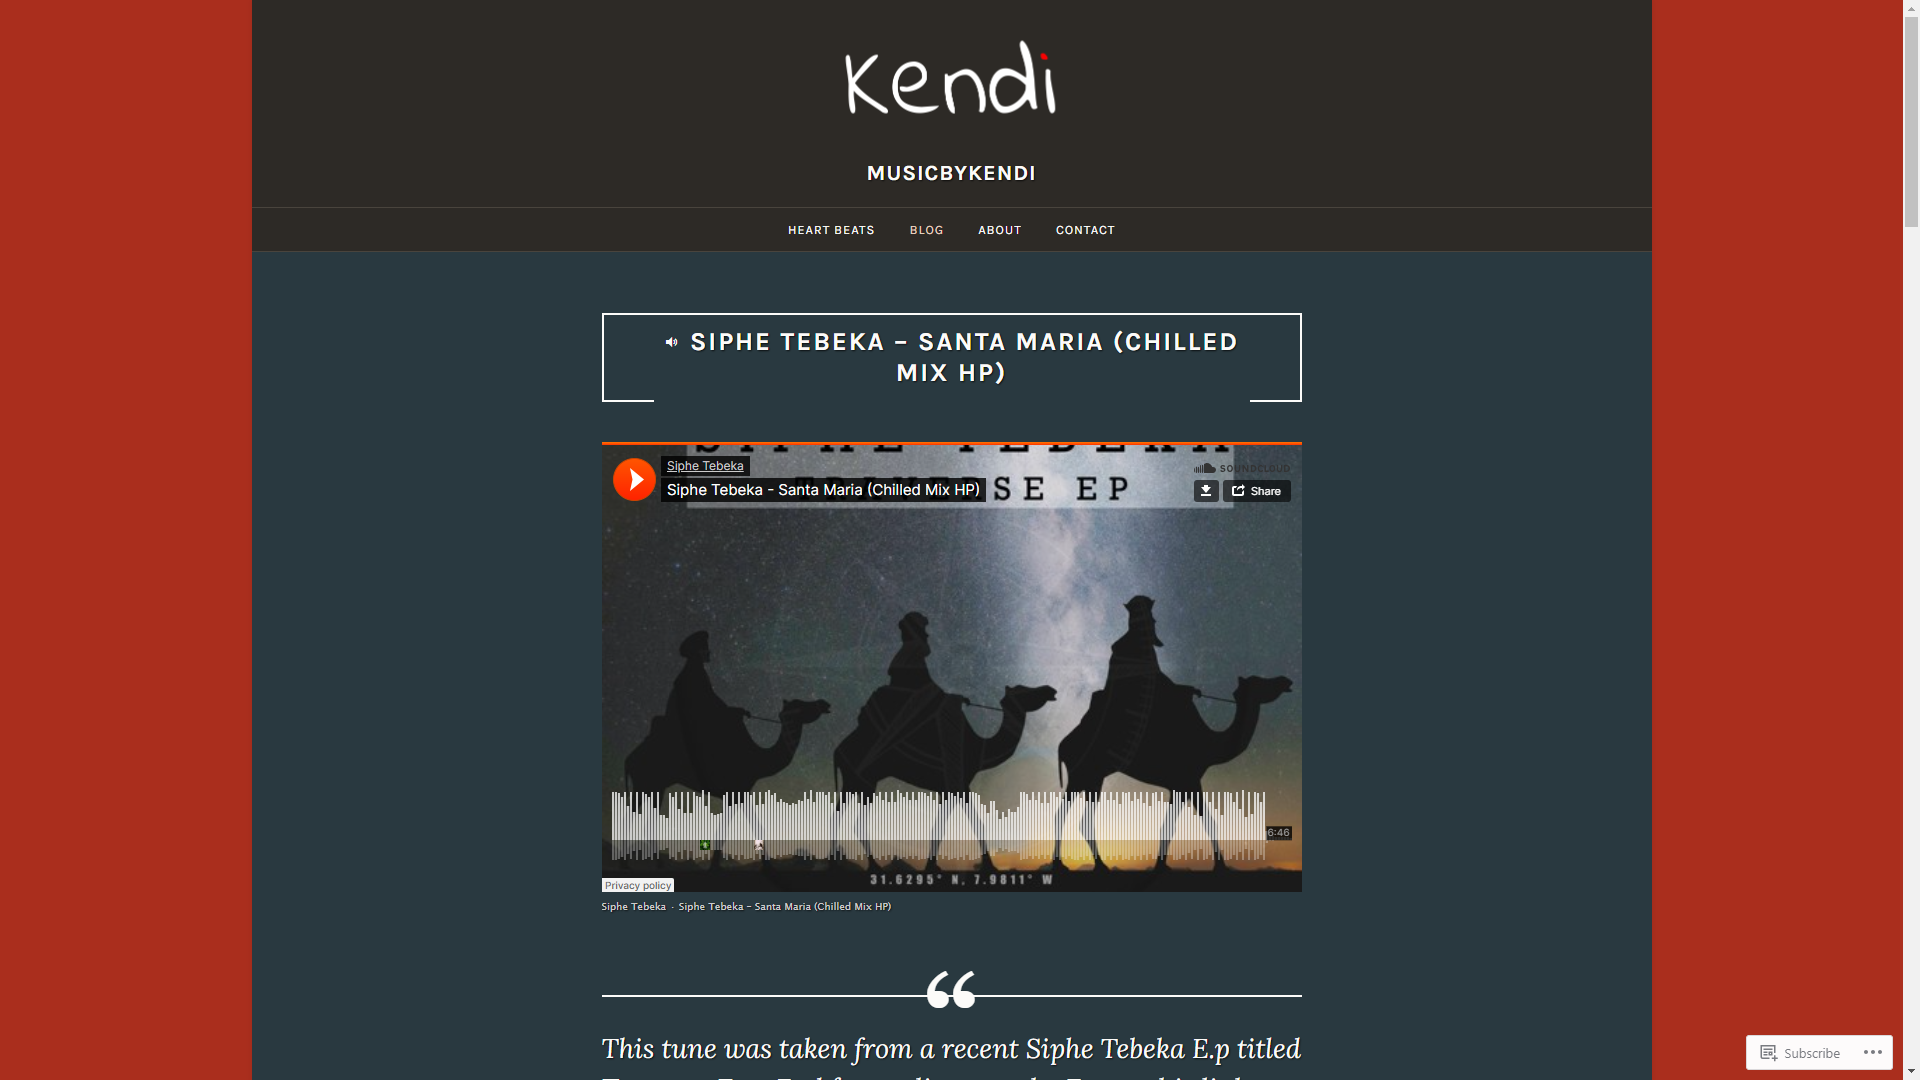 Kendi
MUSICBYKENDI
HEART BEATS BLOG ABOUT CONTACT
SIPHE TEBEKA – SANTA MARIA (CHILLED
MIX HP)
Siphe Tebeka
SOUNDCLOUD
Siphe Tebeka - Santa Maria (Chilled Mix HP)
EP
Share
6:46
31.6295° N, 7.9811° W
Privacy policy
Siphe Tebeka · Siphe Tebeka – Santa Maria (Chilled Mix HP)
“
This tune was taken from a recent Siphe Tebeka E.p titled
Subscribe